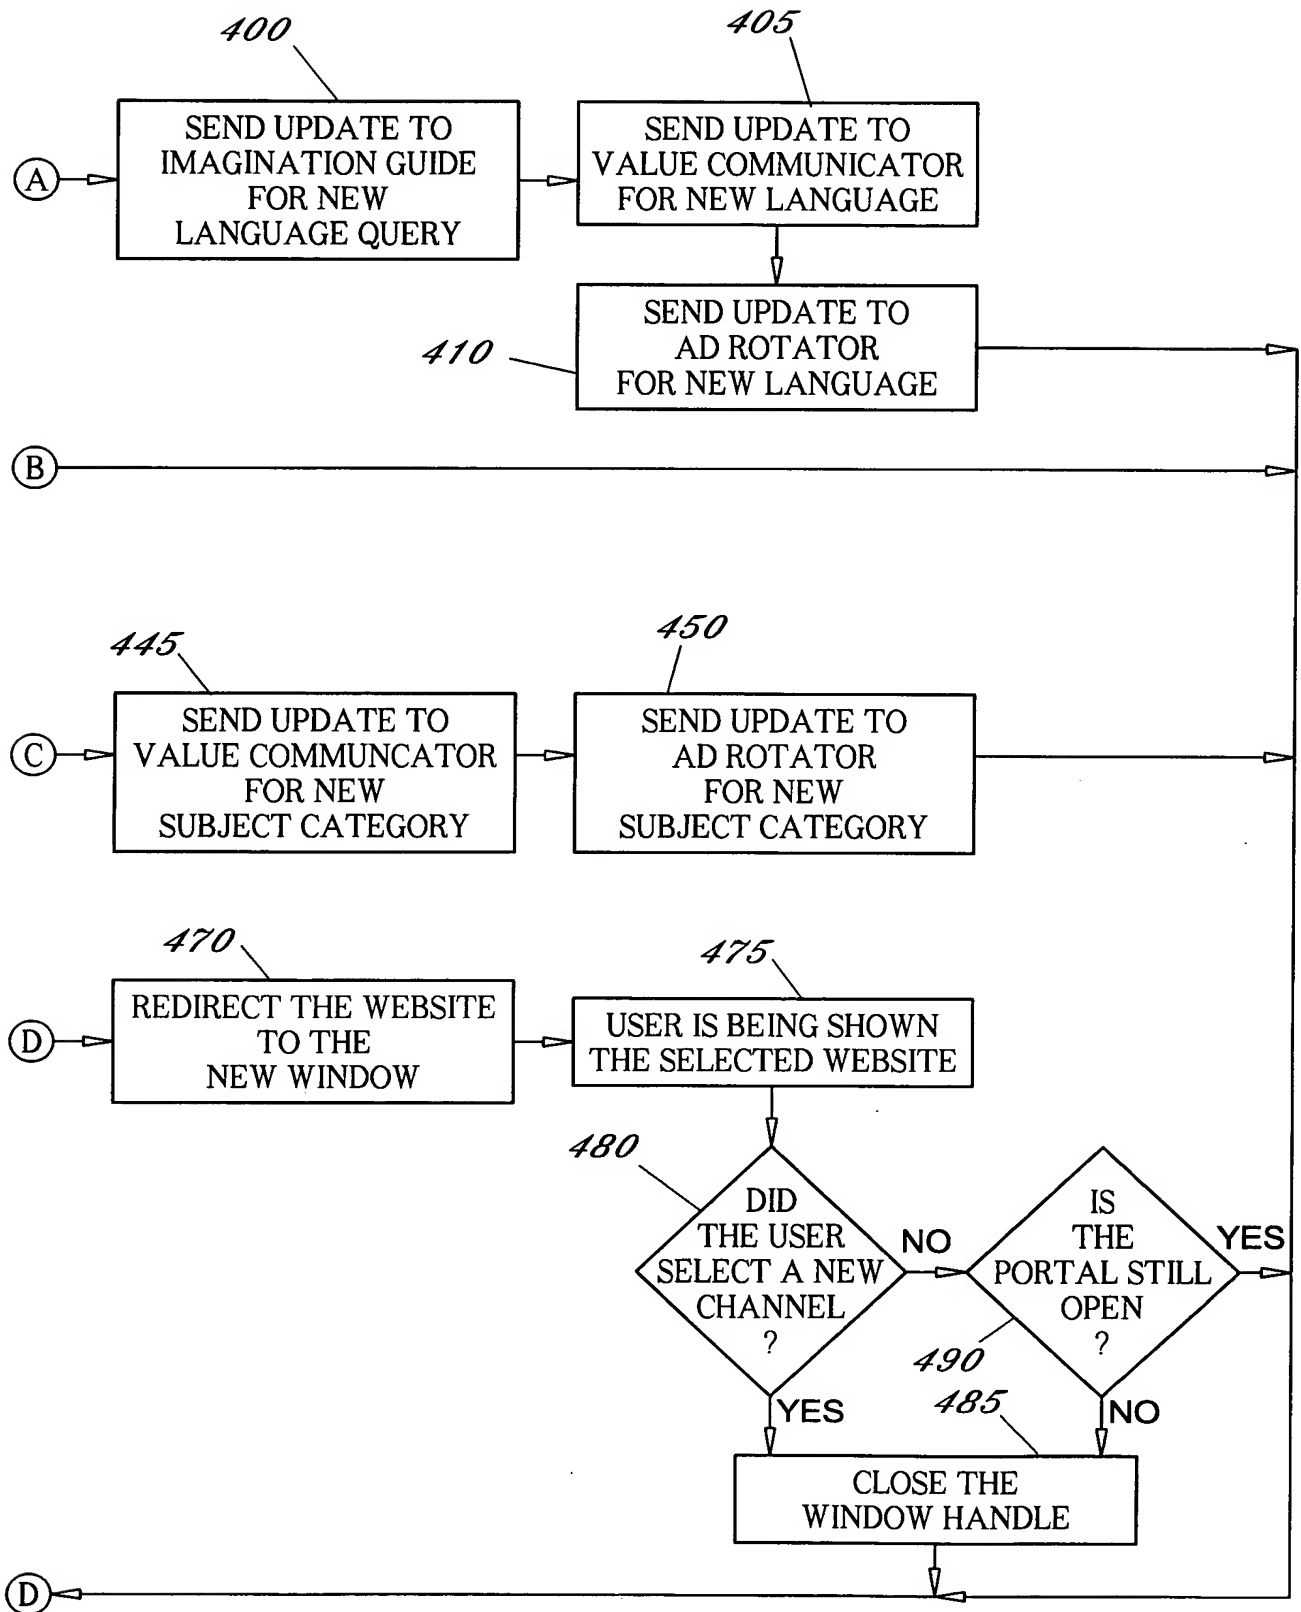 400
405
SEND UPDATE TO
IMAGINATION GUIDE
FOR NEW
LANGUAGE QUERY
SEND UPDATE TO
VALUE COMMUNICATOR
FOR NEW LANGUAGE
A
SEND UPDATE TO
AD ROTATOR
FOR NEW LANGUAGE
410
B
445
450
SEND UPDATE TO
VALUE COMMUNCATOR
FOR NEW
SUBJECT CATEGORY
SEND UPDATE TO
AD ROTATOR
FOR NEW
SUBJECT CATEGORY
C
470
475
REDIRECT THE WEBSITE
TO THE
NEW WINDOW
USER IS BEING SHOWN
THE SELECTED WEBSITE
D
480
DID
THE USER
SELECT A NEW
CHANNEL
?
NO
IS
THE
PORTAL STILL
OPEN
?
YES
490
YES
485
NO
CLOSE THE
WINDOW HANDLE
D